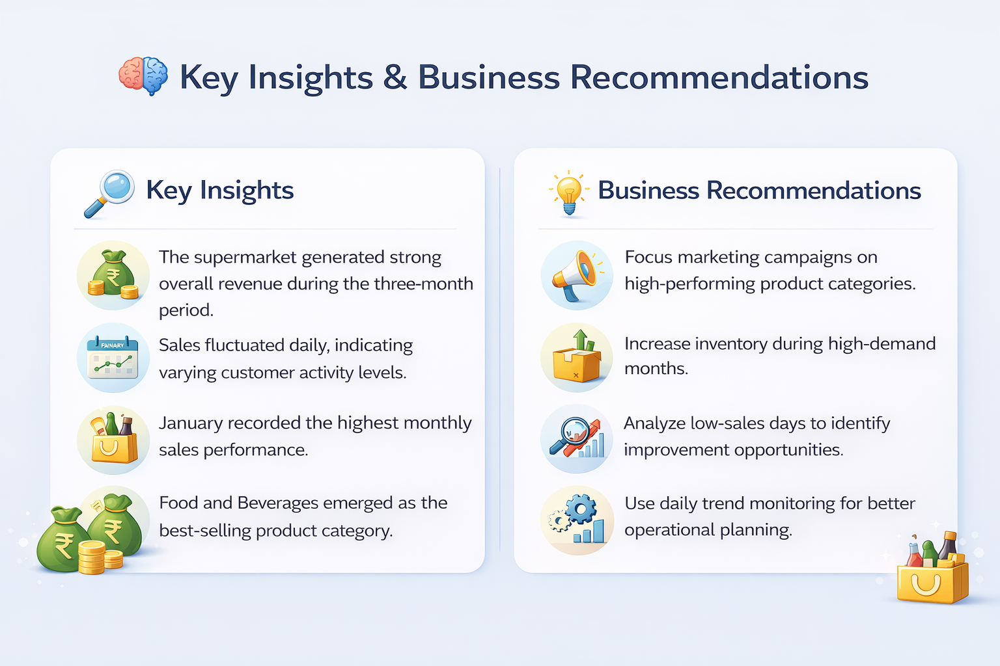 Key Insights & Business Recommendations
Key Insights
₹
The supermarket generated strong
overall revenue during the three-month
period.
FNNARY
Sales fluctuated daily, indicating
varying customer activity levels.
January recorded the highest monthly
sales performance.
₹ ₹
Food and Beverages emerged as the
best-selling product category.
Business Recommendations
Focus marketing campaigns on
high-performing product categories.
Increase inventory during high-demand
months.
Analyze low-sales days to identify
improvement opportunities.
Use daily trend monitoring for better
operational planning.